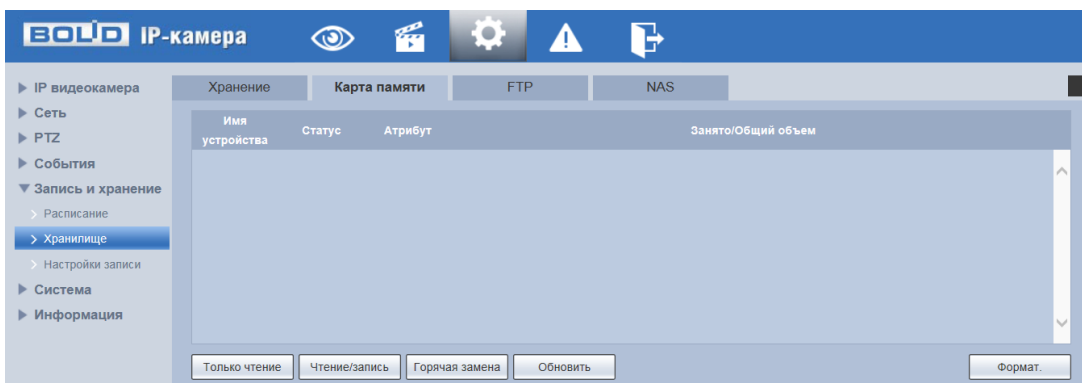 BOLID IP-камера
IP видеокамера
Сеть
PTZ
События
Запись и хранение
Расписание
Хранилище
Настройки записи
Система
Информация
Хранение Карта памяти FTP NAS
Имя
устройства Статус Атрибут Занято/Общий объем
Только чтение Чтение/запись Горячая замена Обновить Формат.